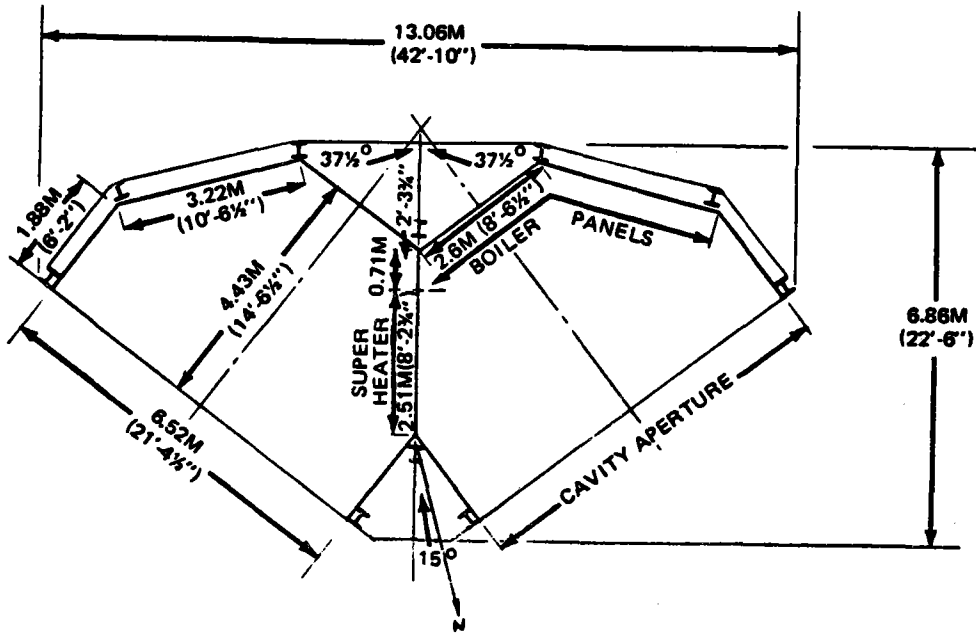 13.06M
(42'-10")
37½°
37½°
1.88M
(6'-2")
3.22M
(10'-6½")
2'-3¾"
2.6M (8'-6½")
BOILER
PANELS
0.71M
4.43M
(14'-6½")
SUPER
HEATER
2.51M(8'-2¾")
6.86M
(22'-6")
6.52M
(21'-4½")
CAVITY APERTURE
15°
N